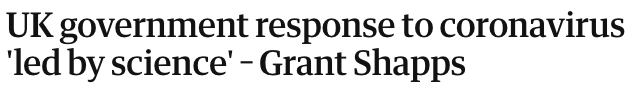 UK government response to coronavirus
'led by science' – Grant Shapps